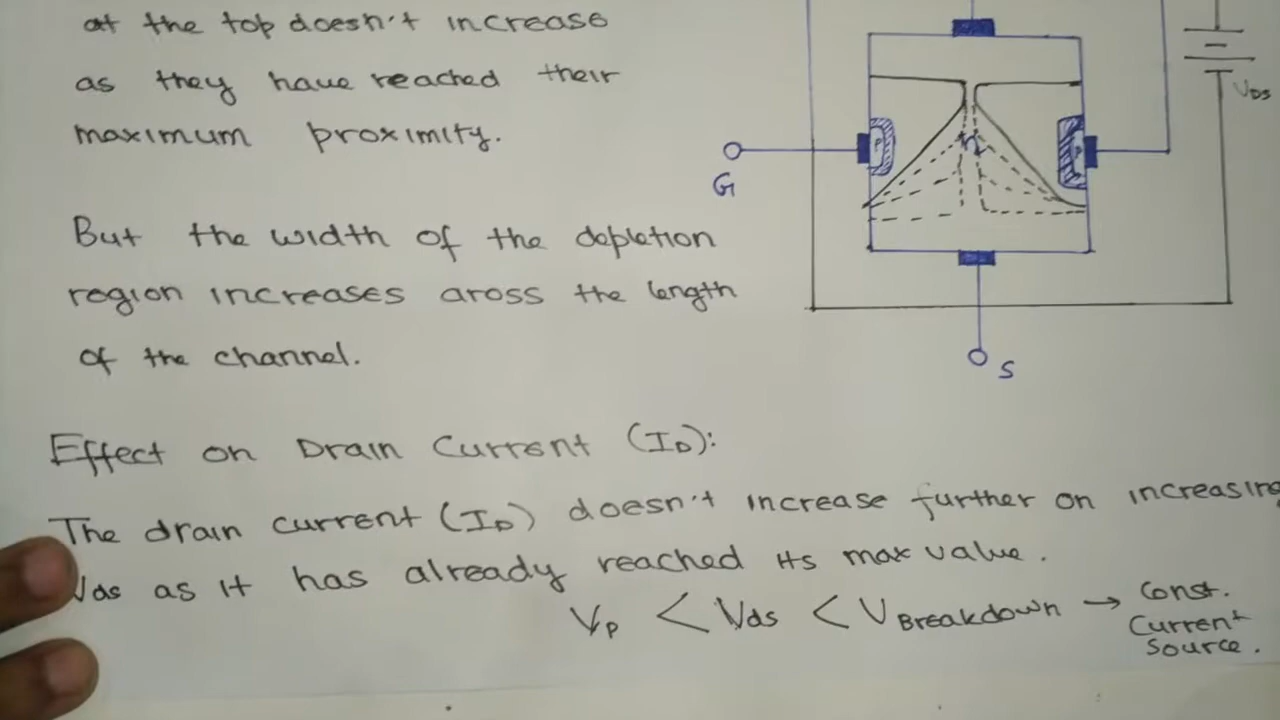 at the top doesn't increase
as they have reached their
maximum proximity.
But the width of the depletion
region increases aross the length
of the channel.
G
P
n
P
VDS
S
Effect on Drain Current (ID):
The drain current (ID) doesn't increase further on increasing
Vds as it has already reached its max value.
Vp < Vds < VBreakdown → Const.
Current
Source.